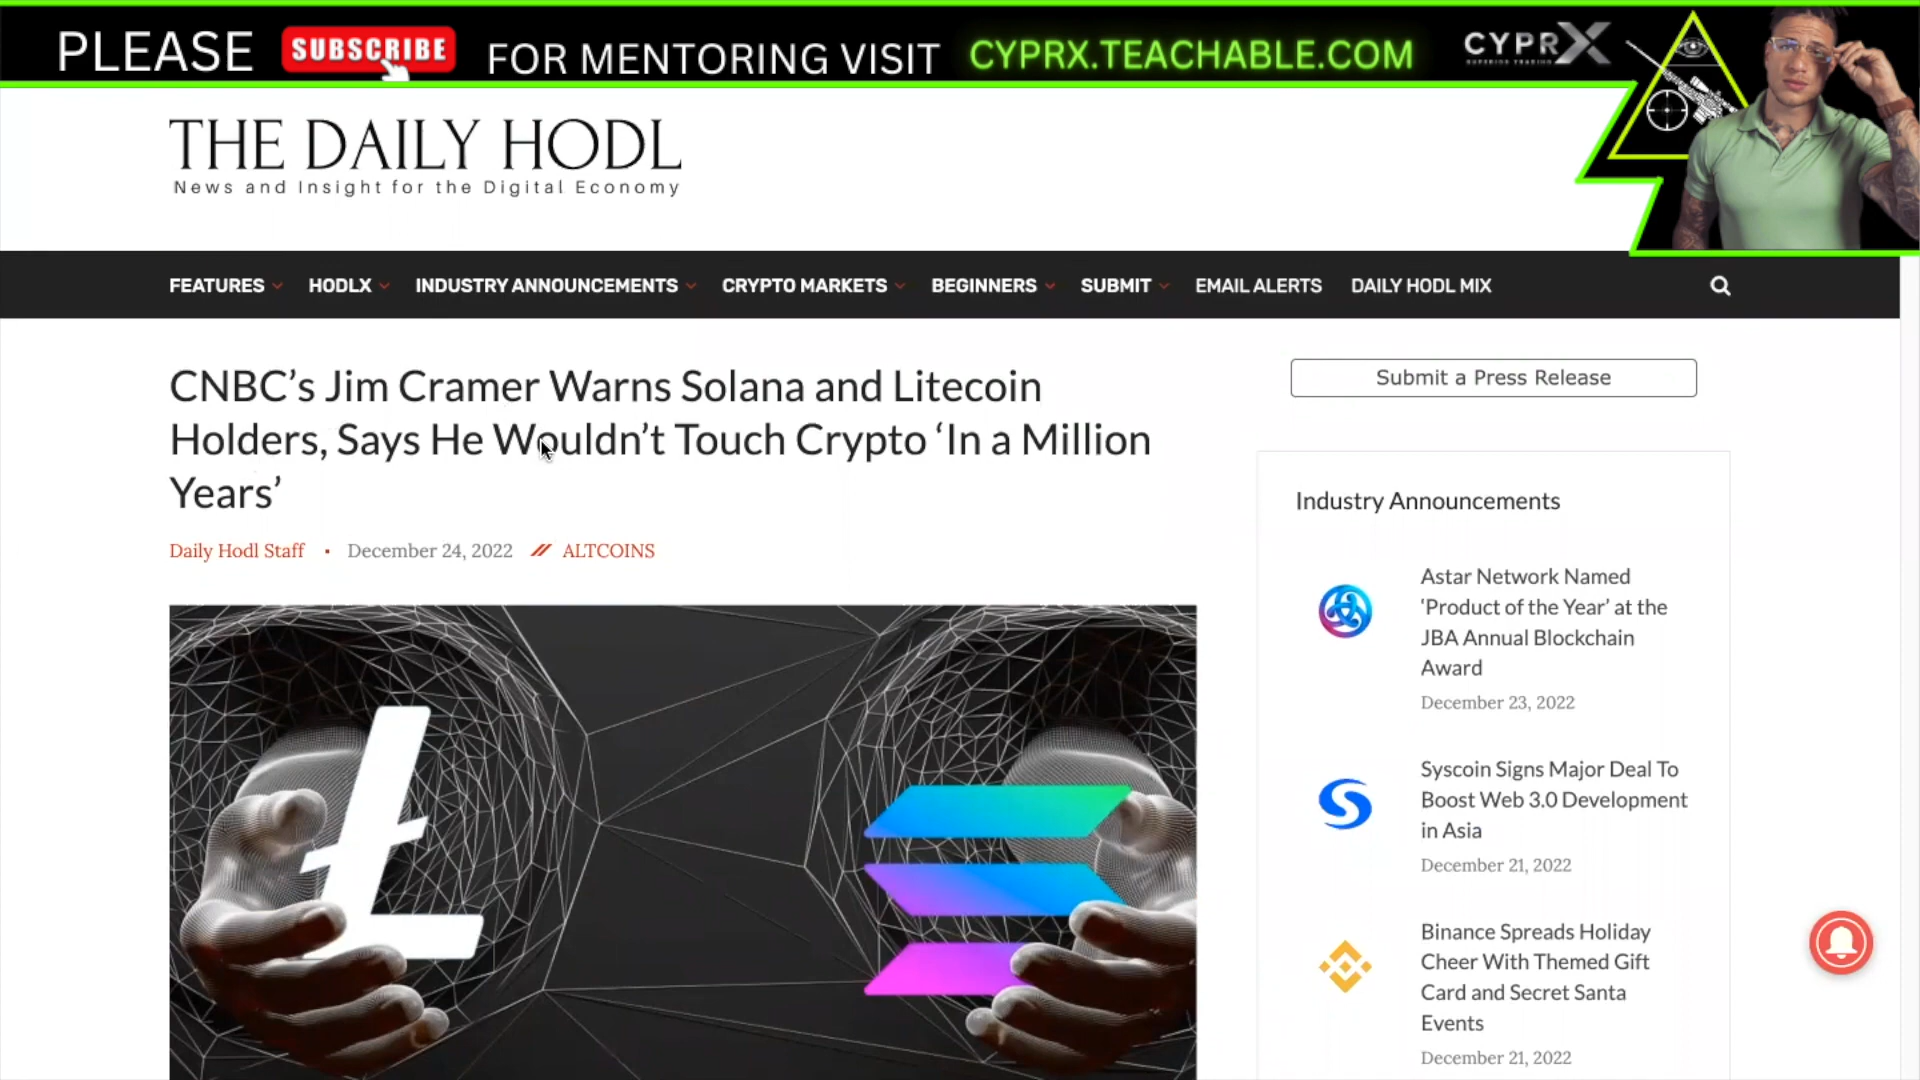 PLEASE SUBSCRIBE FOR MENTORING VISIT CYPRX.TEACHABLE.COM CYPRX
SUPERIOR TRADING
THE DAILY HODL
News and Insight for the Digital Economy
FEATURES HODLX INDUSTRY ANNOUNCEMENTS CRYPTO MARKETS BEGINNERS SUBMIT EMAIL ALERTS DAILY HODL MIX
CNBC’s Jim Cramer Warns Solana and Litecoin
Holders, Says He Wouldn’t Touch Crypto ‘In a Million
Years’
Daily Hodl Staff • December 24, 2022 // ALTCOINS
Submit a Press Release
Industry Announcements
Astar Network Named
‘Product of the Year’ at the
JBA Annual Blockchain
Award
December 23, 2022
Syscoin Signs Major Deal To
Boost Web 3.0 Development
in Asia
December 21, 2022
Binance Spreads Holiday
Cheer With Themed Gift
Card and Secret Santa
Events
December 21, 2022